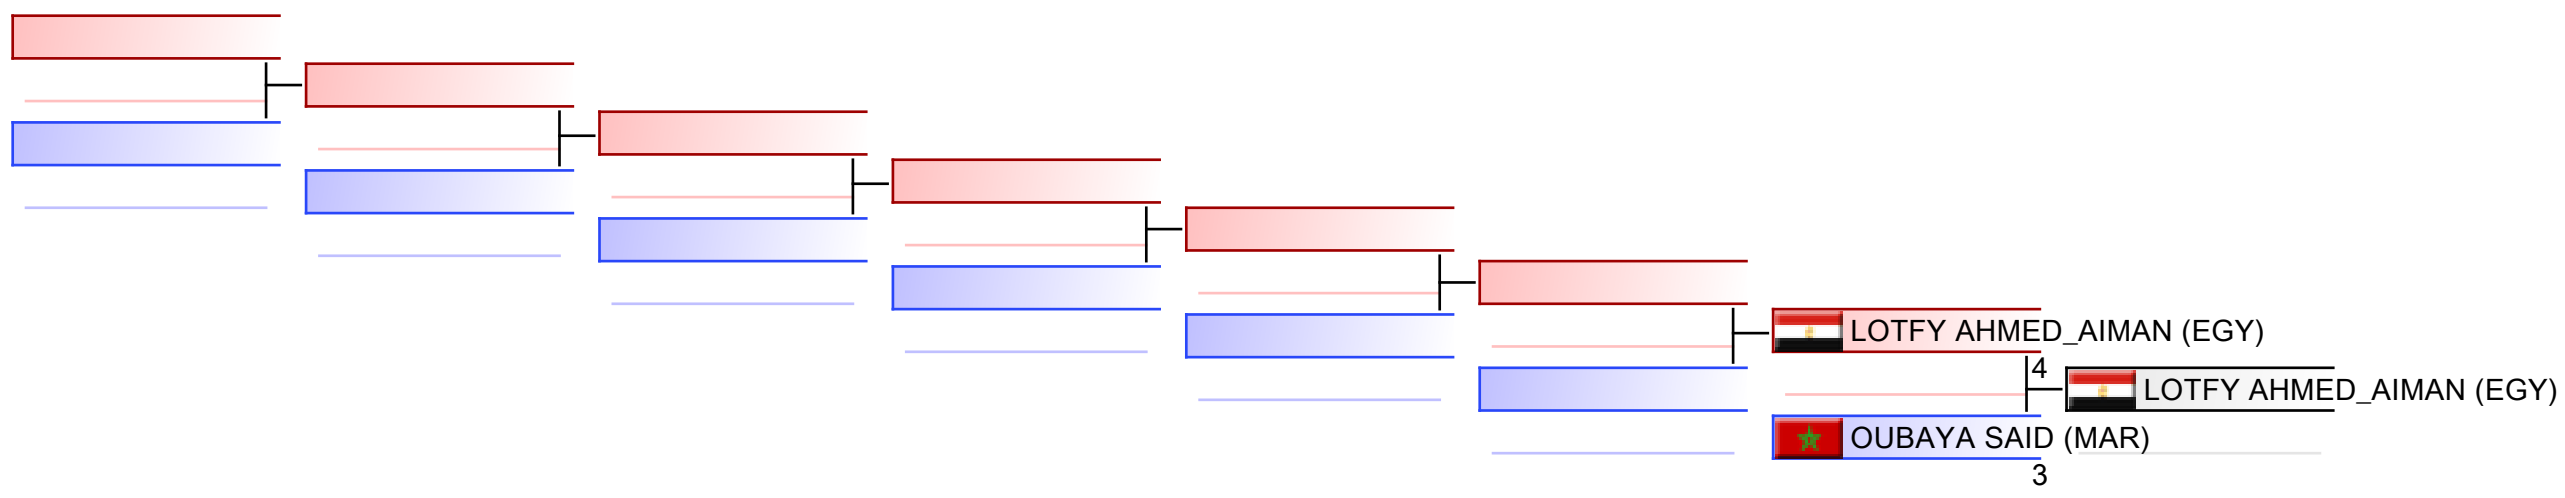 LOTFY AHMED_AIMAN (EGY)
4
LOTFY AHMED_AIMAN (EGY)
OUBAYA SAID (MAR)
3